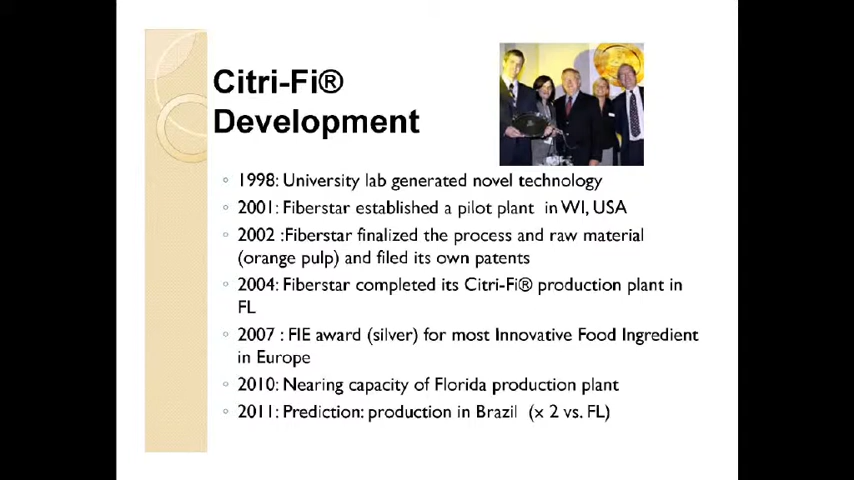 Citri-Fi®
Development
1998: University lab generated novel technology
2001: Fiberstar established a pilot plant in WI, USA
2002 :Fiberstar finalized the process and raw material
(orange pulp) and filed its own patents
2004: Fiberstar completed its Citri-Fi® production plant in
FL
2007 : FIE award (silver) for most Innovative Food Ingredient
in Europe
2010: Nearing capacity of Florida production plant
2011: Prediction: production in Brazil (x 2 vs. FL)